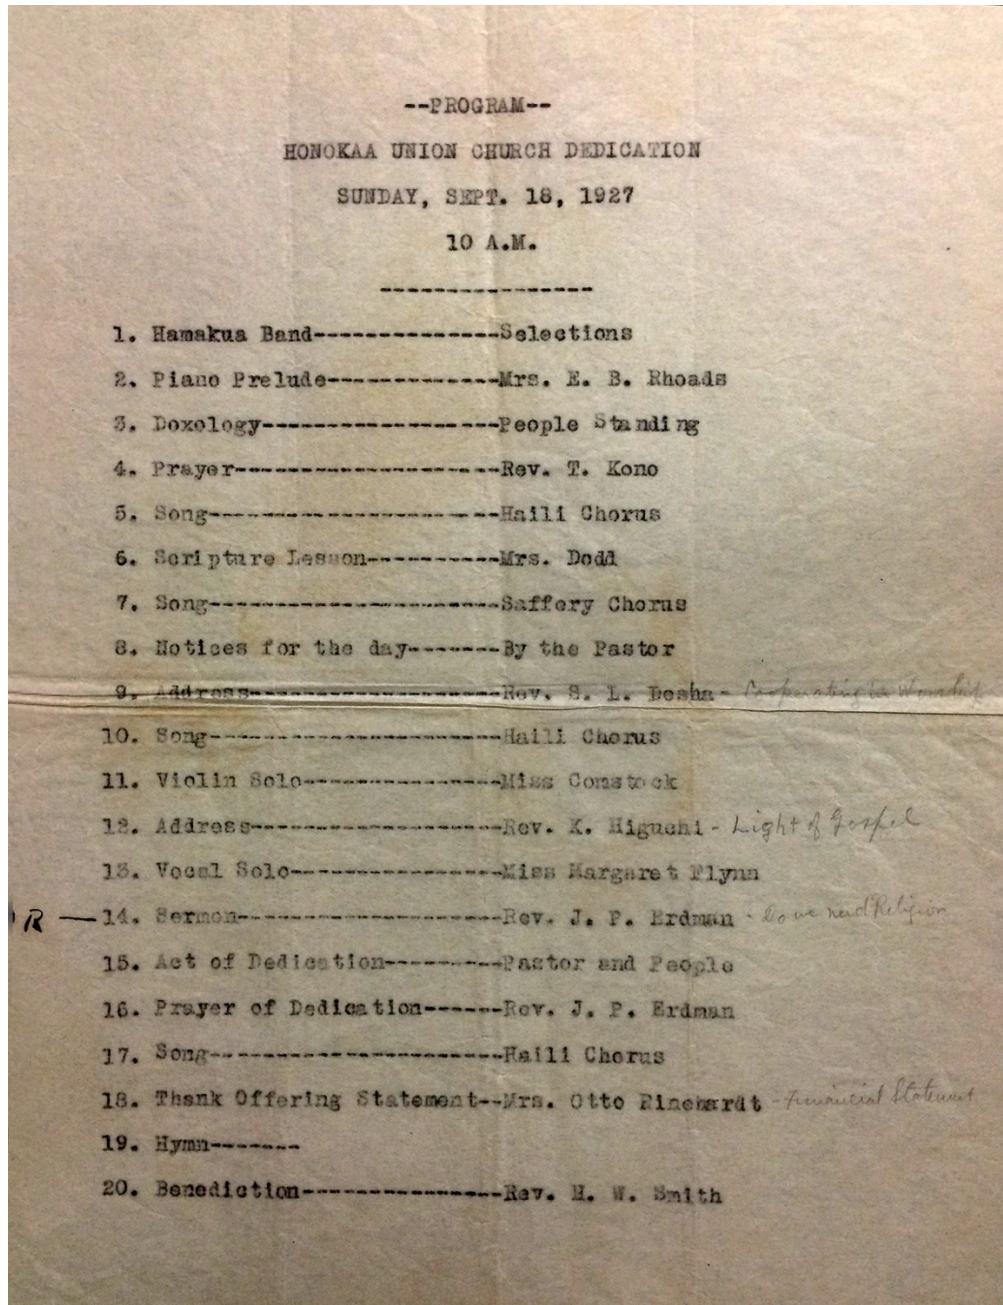 --PROGRAM--
HONOKAA UNION CHURCH DEDICATION
SUNDAY, SEPT. 18, 1927
10 A.M.
----------------
1. Hamakua Band--------------Selections
2. Piano Prelude-------------Mrs. E. B. Rhoads
3. Doxology------------------People Standing
4. Prayer--------------------Rev. T. Kono
5. Song----------------------Haili Chorus
6. Scripture Lesson----------Mrs. Dodd
7. Song----------------------Saffery Chorus
8. Notices for the day-------By the Pastor
9. Address-------------------Rev. S. L. Desha - Cooperating in Worship
10. Song----------------------Haili Chorus
11. Violin Solo---------------Miss Comstock
12. Address-------------------Rev. K. Higuchi - Light of Gospel
13. Vocal Solo----------------Miss Margaret Flynn
R — 14. Sermon--------------------Rev. J. P. Erdman - Religion
15. Act of Dedication---------Pastor and People
16. Prayer of Dedication------Rev. J. P. Erdman
17. Song----------------------Haili Chorus
18. Thank Offering Statement--Mrs. Otto Rinehardt - Financial Statement
19. Hymn-------
20. Benediction---------------Rev. H. W. Smith